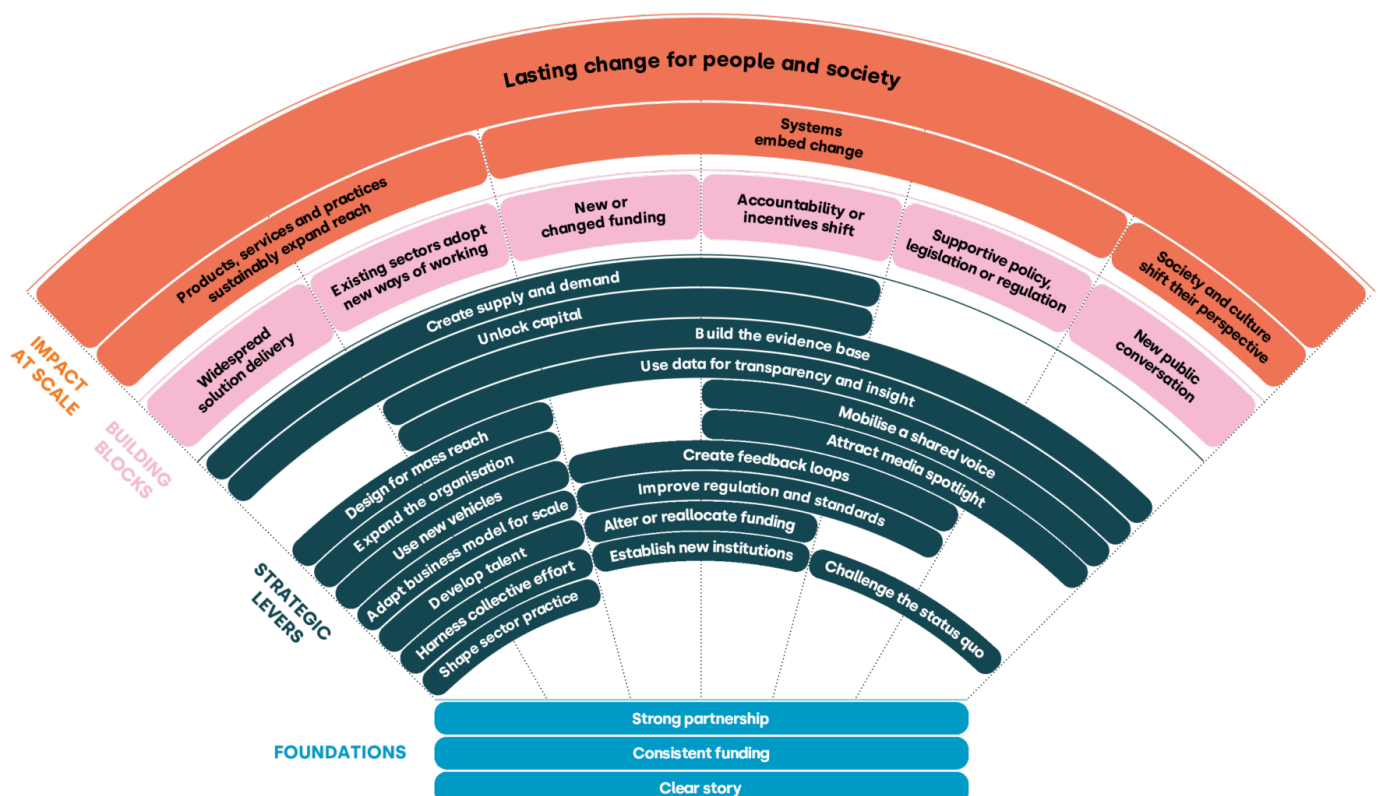 Lasting change for people and society
Systems
embed change
Products, services and practices
sustainably expand reach
Society and culture
shift their perspective
Widespread
solution delivery
Existing sectors adopt
new ways of working
New or
changed funding
Accountability or
incentives shift
Supportive policy,
legislation or regulation
New public
conversation
IMPACT
AT SCALE
BUILDING
BLOCKS
Create supply and demand
Unlock capital
Build the evidence base
Use data for transparency and insight
Mobilise a shared voice
Attract media spotlight
Design for mass reach
Expand the organisation
Use new vehicles
Adapt business model for scale
Develop talent
Harness collective effort
Shape sector practice
Create feedback loops
Improve regulation and standards
Alter or reallocate funding
Establish new institutions
Challenge the status quo
STRATEGIC
LEVERS
FOUNDATIONS
Strong partnership
Consistent funding
Clear story